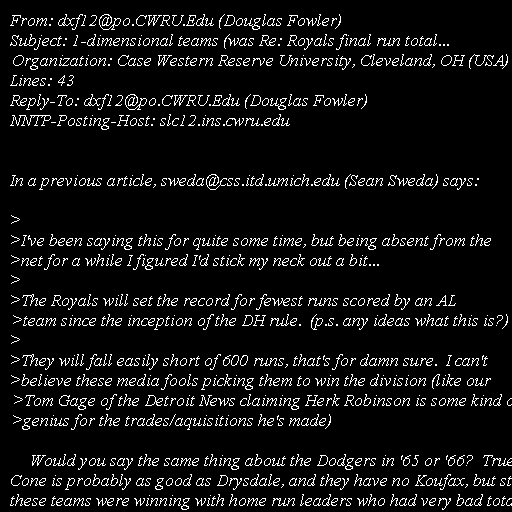 From: dxf12@po.CWRU.Edu (Douglas Fowler)
Subject: 1-dimensional teams (was Re: Royals final run total...
Organization: Case Western Reserve University, Cleveland, OH (USA)
Lines: 43
Reply-To: dxf12@po.CWRU.Edu (Douglas Fowler)
NNTP-Posting-Host: slc12.ins.cwru.edu
In a previous article, sweda@css.itd.umich.edu (Sean Sweda) says:
>
>I've been saying this for quite some time, but being absent from the
>net for a while I figured I'd stick my neck out a bit...
>
>The Royals will set the record for fewest runs scored by an AL
>team since the inception of the DH rule.  (p.s. any ideas what this is?)
>
>They will fall easily short of 600 runs, that's for damn sure.  I can't
>believe these media fools picking them to win the division (like our
>Tom Gage of the Detroit News claiming Herk Robinson is some kind
>genius for the trades/aquisitions he's made)
Would you say the same thing about the Dodgers in '65 or '66?  True
Cone is probably as good as Drysdale, and they have no Koufax, but
these teams were winning with home run leaders who had very bad